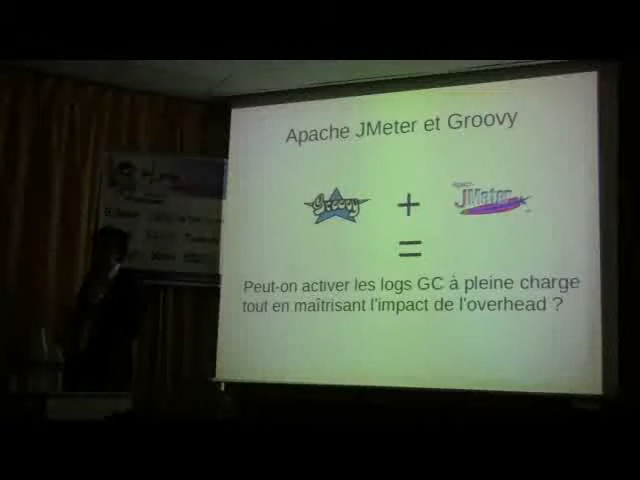 Apache JMeter et Groovy
Groovy
+
Apache
JMeter
=
Peut-on activer les logs GC à pleine charge
tout en maîtrisant l'impact de l'overhead ?